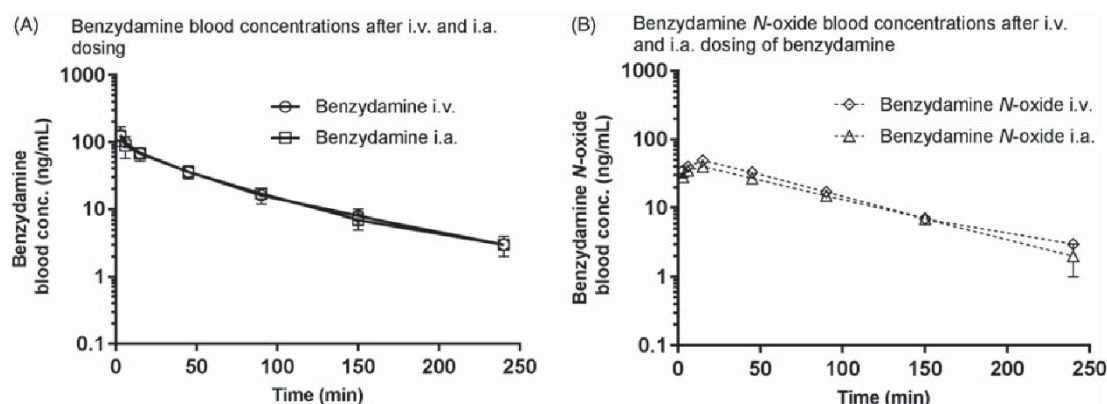 (A) Benzydamine blood concentrations after i.v. and i.a.
dosing
1000
100
10
1
0.1
Benzydamine
blood conc. (ng/mL)
Benzydamine i.v.
Benzydamine i.a.
0 50 100 150 200 250
Time (min)
(B) Benzydamine N-oxide blood concentrations after i.v.
and i.a. dosing of benzydamine
1000
100
10
1
0.1
Benzydamine N-oxide
blood conc. (ng/mL)
Benzydamine N-oxide i.v.
Benzydamine N-oxide i.a.
0 50 100 150 200 250
Time (min)